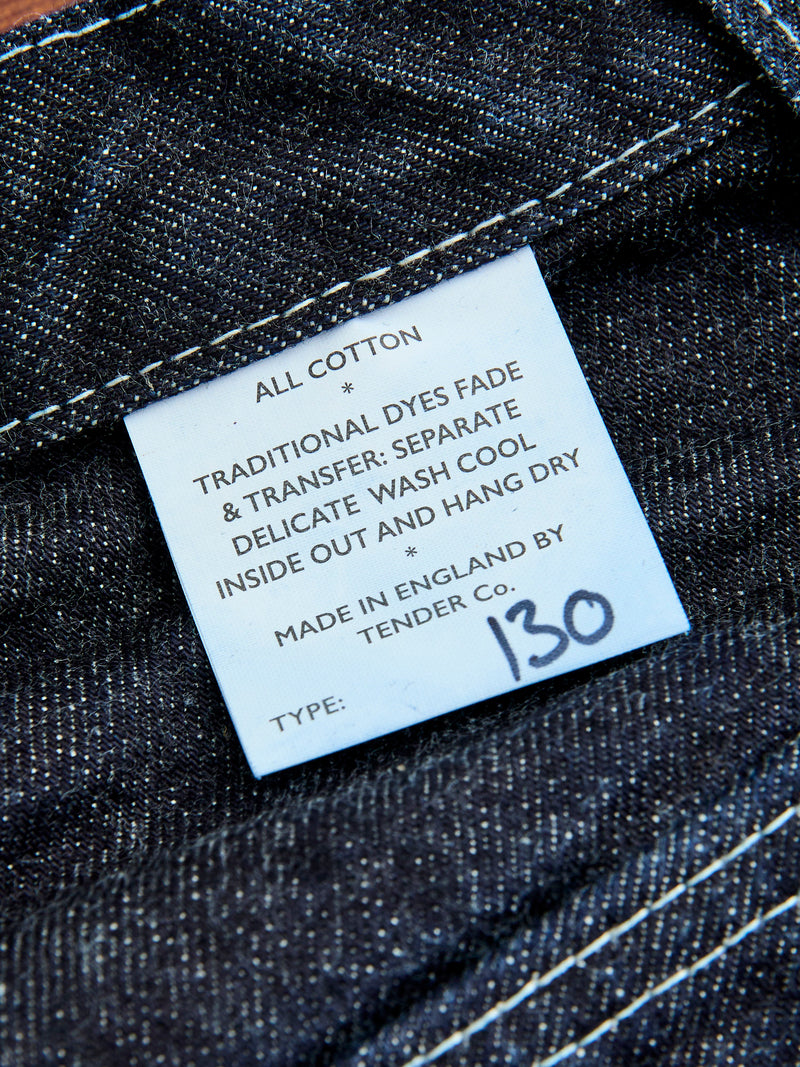 ALL COTTON
*
TRADITIONAL DYES FADE
& TRANSFER: SEPARATE
DELICATE WASH COOL
INSIDE OUT AND HANG DRY
*
MADE IN ENGLAND BY
TENDER Co.
TYPE: 130